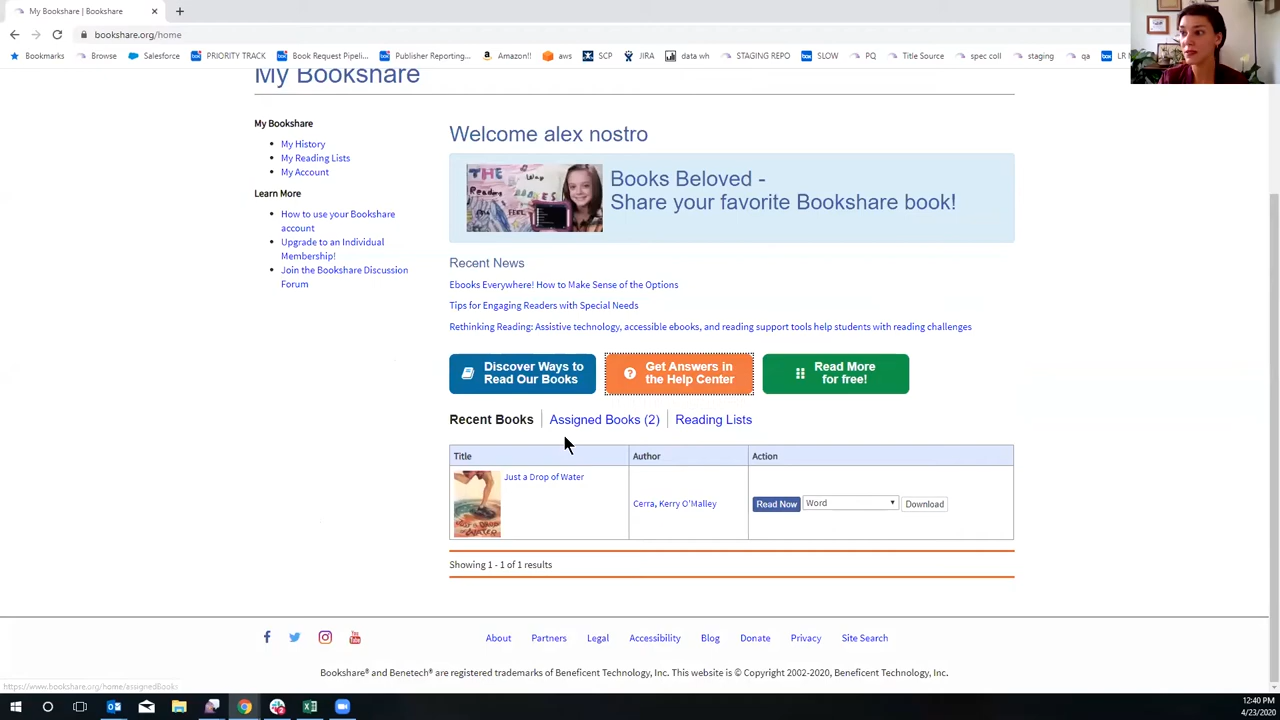 My Bookshare | Bookshare
bookshare.org/home
Bookmarks Browse Salesforce PRIORITY TRACK Book Request Pipeli... Publisher Reporting... Amazon!! aws SCP JIRA data wh STAGING REPO SLOW PQ Title Source spec coll staging qa LR M
My Bookshare
My Bookshare
My History
My Reading Lists
My Account
Learn More
How to use your Bookshare
account
Upgrade to an Individual
Membership!
Join the Bookshare Discussion
Forum
Welcome alex nostro
Books Beloved -
Share your favorite Bookshare book!
Recent News
Ebooks Everywhere! How to Make Sense of the Options
Tips for Engaging Readers with Special Needs
Rethinking Reading: Assistive technology, accessible ebooks, and reading support tools help students with reading challenges
Discover Ways to
Read Our Books
Get Answers in
the Help Center
Read More
for free!
Recent Books Assigned Books (2) Reading Lists
Title Author Action
Just a Drop of Water
Cerra, Kerry O'Malley Read Now Word Download
Showing 1 - 1 of 1 results
About Partners Legal Accessibility Blog Donate Privacy Site Search
Bookshare® and Benetech® are registered trademarks of Beneficent Technology, Inc. This website is © Copyright 2002-2020, Beneficent Technology, Inc.
https://www.bookshare.org/home/assignedBooks
12:40 PM
4/23/2020